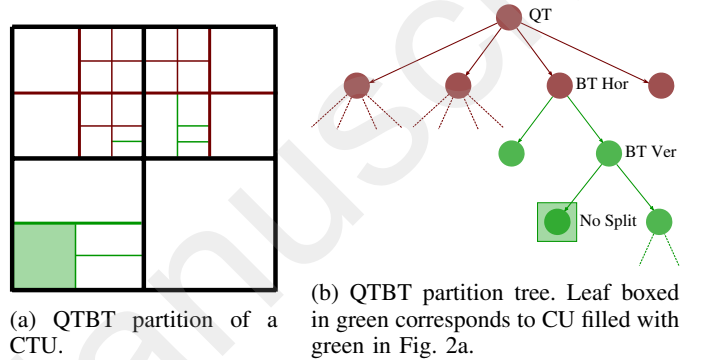 QT
BT Hor
BT Ver
No Split
(a) QTBT partition of a
CTU.
(b) QTBT partition tree. Leaf boxed
in green corresponds to CU filled with
green in Fig. 2a.